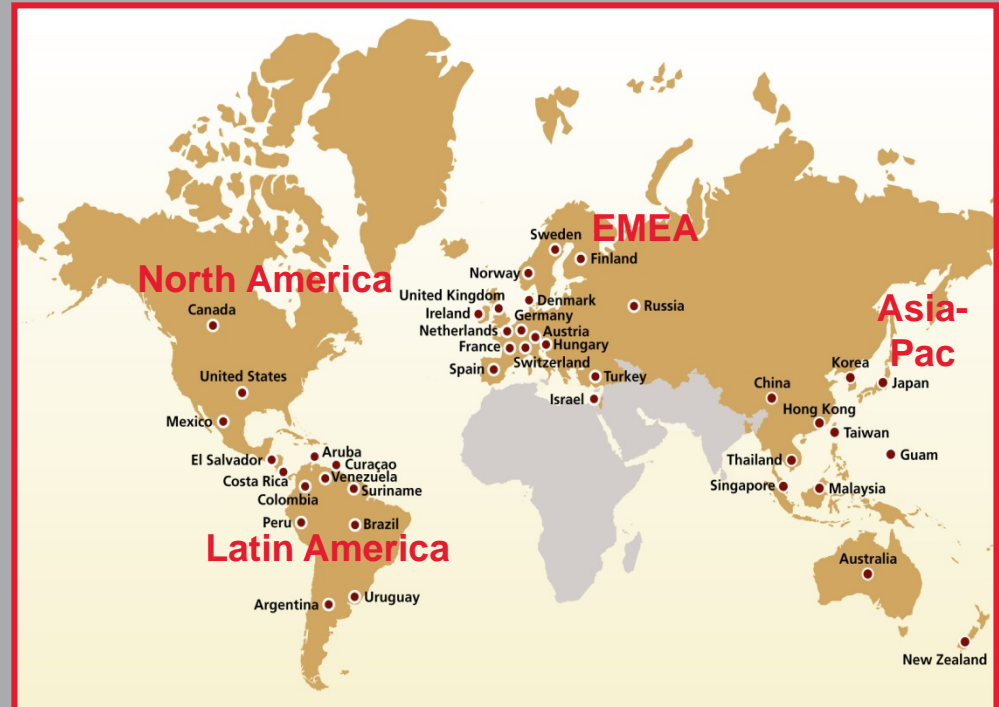 North America
Canada
United States
Mexico
El Salvador
Costa Rica
Aruba
Curaçao
Venezuela
Colombia
Suriname
Peru
Brazil
Latin America
Argentina
Uruguay
EMEA
Sweden
Finland
Norway
United Kingdom
Denmark
Ireland
Germany
Netherlands
Austria
France
Hungary
Switzerland
Spain
Turkey
Israel
Russia
Asia-
Pac
Korea
Japan
China
Hong Kong
Taiwan
Guam
Thailand
Singapore
Malaysia
Australia
New Zealand